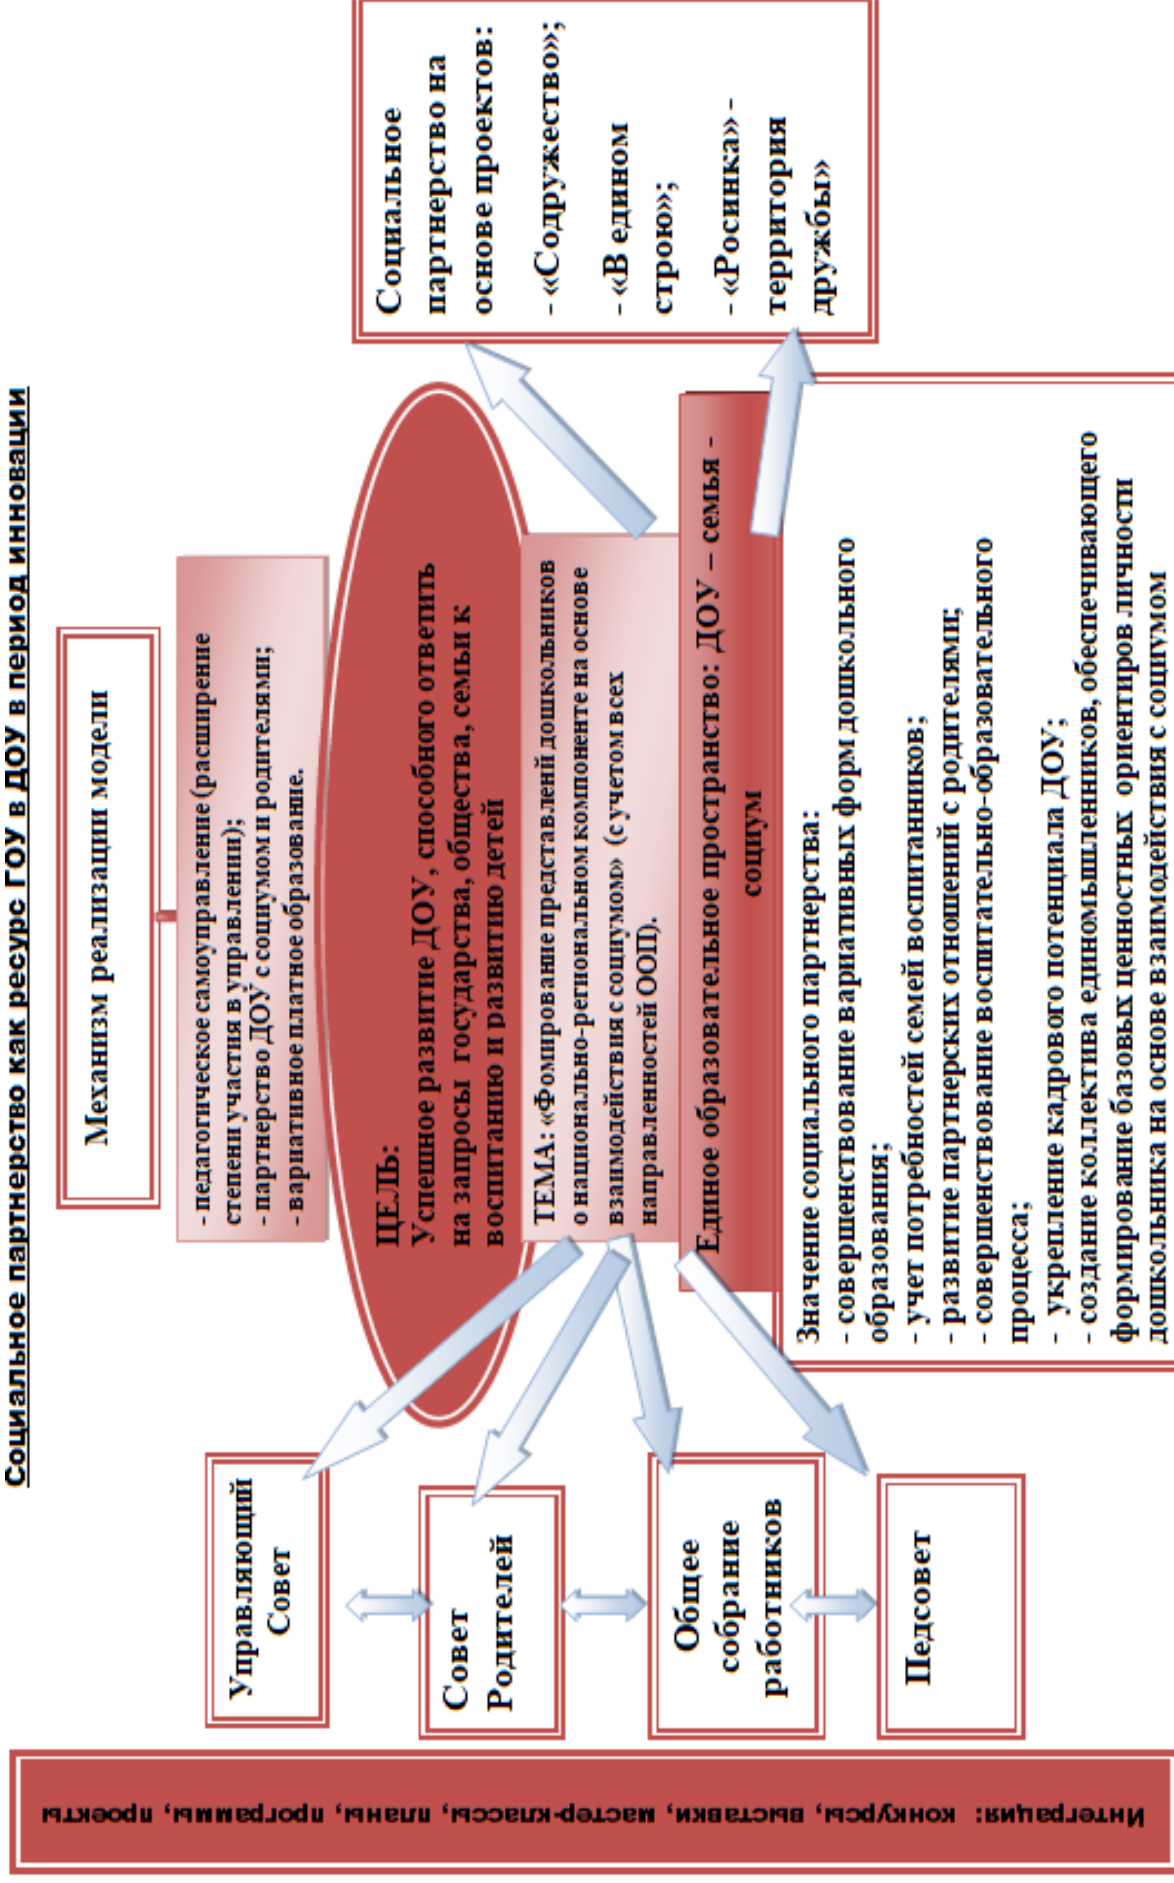 Социальное партнерство как ресурс ГОУ в ДОУ в период инновации
Механизм реализации модели
- педагогическое самоуправление (расширение
степени участия в управлении);
- партнерство ДОУ с социумом и родителями;
- вариативное платное образование.
ЦЕЛЬ:
Успешное развитие ДОУ, способного ответить
на запросы государства, общества, семьи к
воспитанию и развитию детей
ТЕМА: «Фомирование представлений дошкольников
о национально-региональном компоненте на основе
взаимодействия с социумом» (с учетом всех
направленностей ООП).
Единое образовательное пространство: ДОУ – семья -
социум
Значение социального партнерства:
- совершенствование вариативных форм дошкольного
образования;
- учет потребностей семей воспитанников;
- развитие партнерских отношений с родителями;
- совершенствование воспитательно-образовательного
процесса;
- укрепление кадрового потенциала ДОУ;
- создание коллектива единомышленников, обеспечивающего
формирование базовых ценностных ориентиров личности
дошкольника на основе взаимодействия с социумом
Управляющий
Совет
Совет
Родителей
Общее
собрание
работников
Педсовет
Социальное
партнерство на
основе проектов:
- «Содружество»;
- «В едином
строю»;
- «Росинка» -
территория
дружбы»
Интеграция: конкурсы, выставки, мастер-классы, планы, программы, проекты